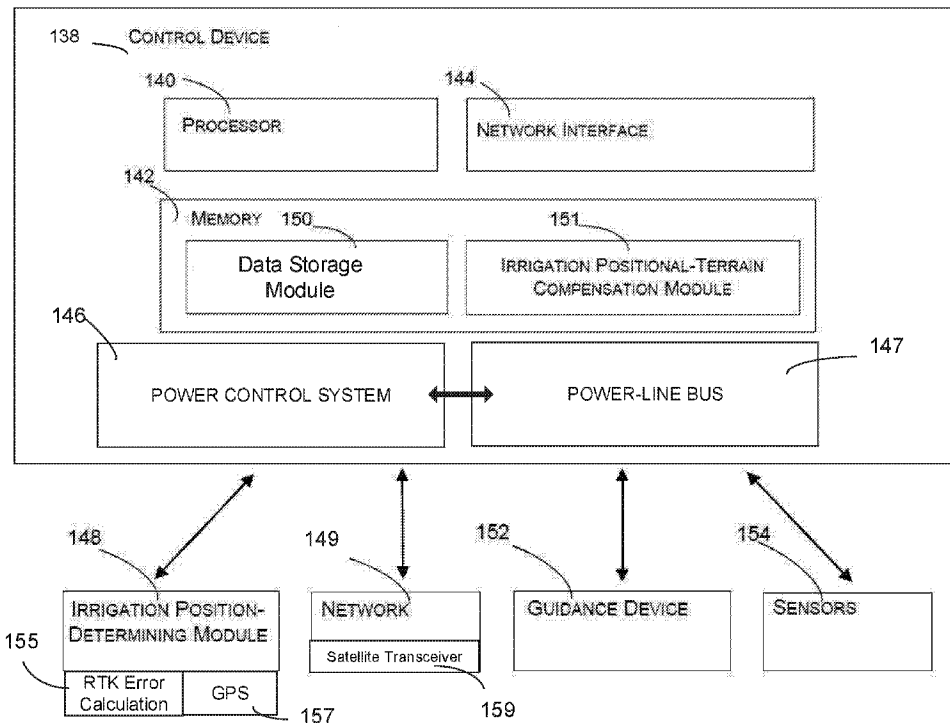 138 CONTROL DEVICE
140 144
PROCESSOR NETWORK INTERFACE
142
MEMORY 150 151
Data Storage
Module
IRRIGATION POSITIONAL-TERRAIN
COMPENSATION MODULE
146 147
POWER CONTROL SYSTEM POWER-LINE BUS
148 149 152 154
IRRIGATION POSITION-
DETERMINING MODULE
NETWORK
GUIDANCE DEVICE
SENSORS
155
RTK Error
Calculation
GPS
Satellite Transceiver
157 159